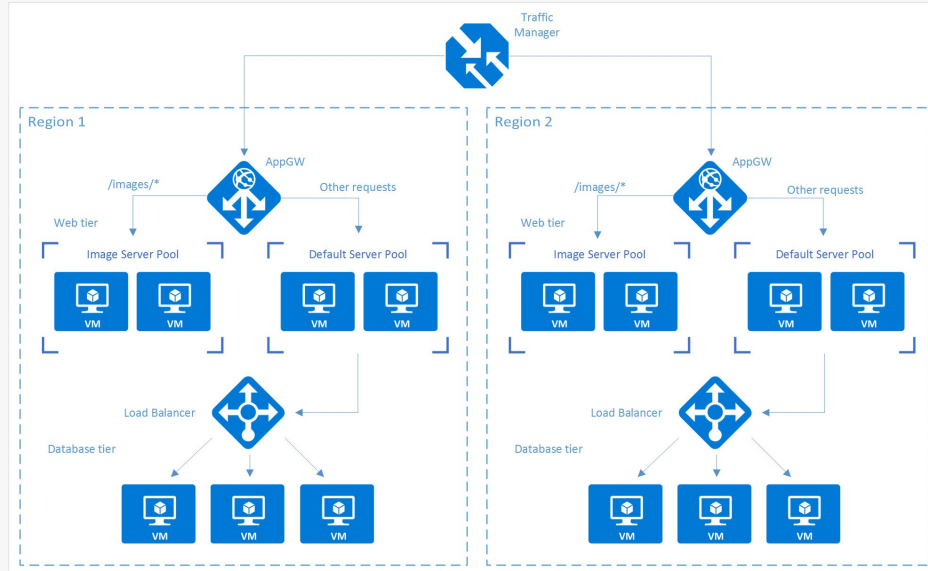 Traffic
Manager
Region 1
AppGW
/images/*
Other requests
Web tier
Image Server Pool
Default Server Pool
VM
VM
VM
VM
Load Balancer
Database tier
VM
VM
VM
Region 2
AppGW
/images/*
Other requests
Web tier
Image Server Pool
Default Server Pool
VM
VM
VM
VM
Load Balancer
Database tier
VM
VM
VM